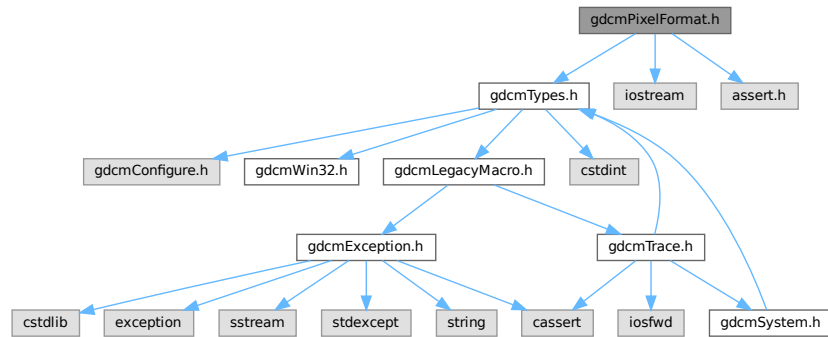 gdcmPixelFormat.h
gdcmTypes.h
iostream
assert.h
gdcmConfigure.h
gdcmWin32.h
gdcmLegacyMacro.h
cstdint
gdcmException.h
gdcmTrace.h
cstdlib
exception
sstream
stdexcept
string
cassert
iosfwd
gdcmSystem.h